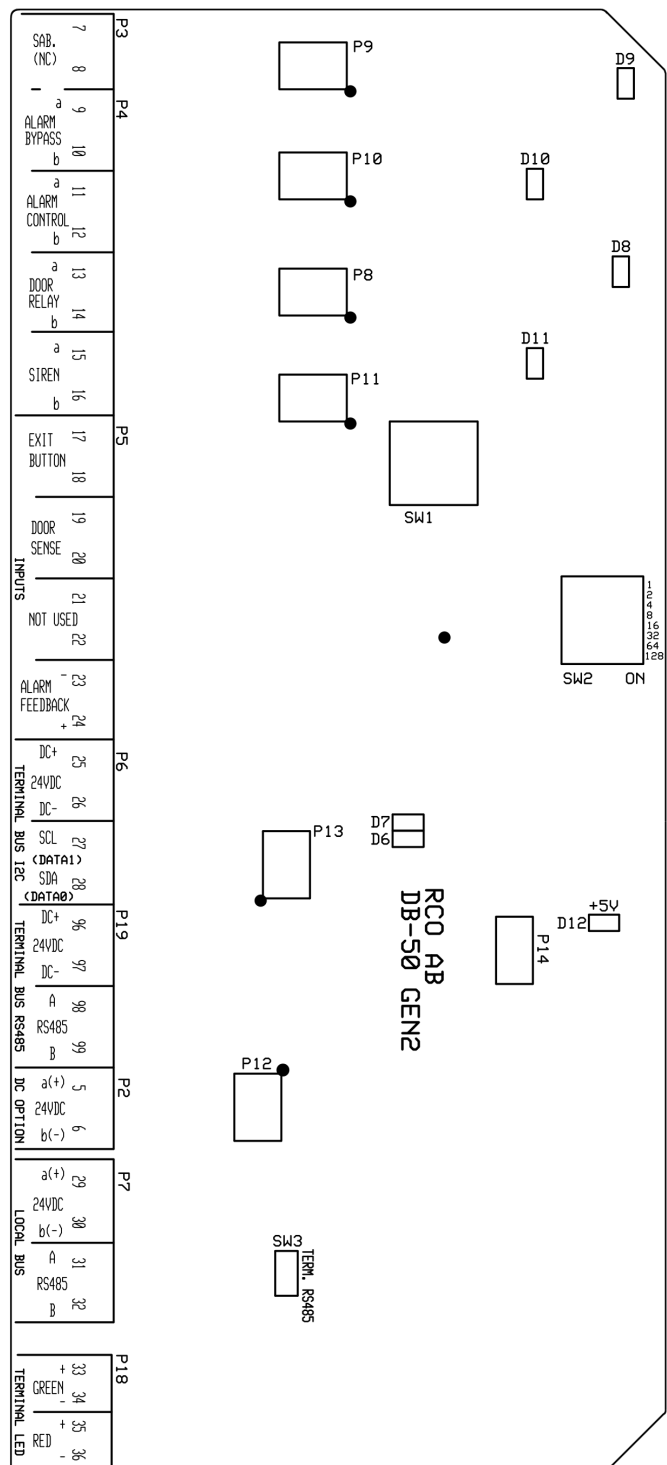 P3
7
SAB.
(NC)
8
P4
a 9
ALARM
BYPASS
b 10
a 11
ALARM
CONTROL
b 12
a 13
DOOR
RELAY
b 14
a 15
SIREN
b 16
P5
17
EXIT
BUTTON
18
19
DOOR
SENSE
20
INPUTS
21
NOT USED
22
- 23
ALARM
FEEDBACK
+ 24
P6
DC+ 25
24VDC
DC- 26
TERMINAL BUS I2C
SCL 27
(DATA1)
SDA 28
(DATA0)
P19
DC+ 96
24VDC
DC- 97
TERMINAL BUS RS485
A 98
RS485
B 99
P2
DC OPTION
a(+) 5
24VDC
b(-) 6
P7
a(+) 29
24VDC
b(-) 30
LOCAL BUS
A 31
RS485
B 32
P18
TERMINAL LED
+ 33
GREEN
- 34
+ 35
RED
- 36
P9
D9
P10
D10
P8
D8
D11
P11
SW1
1
2
4
8
16
32
64
128
SW2 ON
D7
D6
P13
RCO AB
DB-50 GEN2
+5V
D12
P14
P12
SW3
TERM. RS485